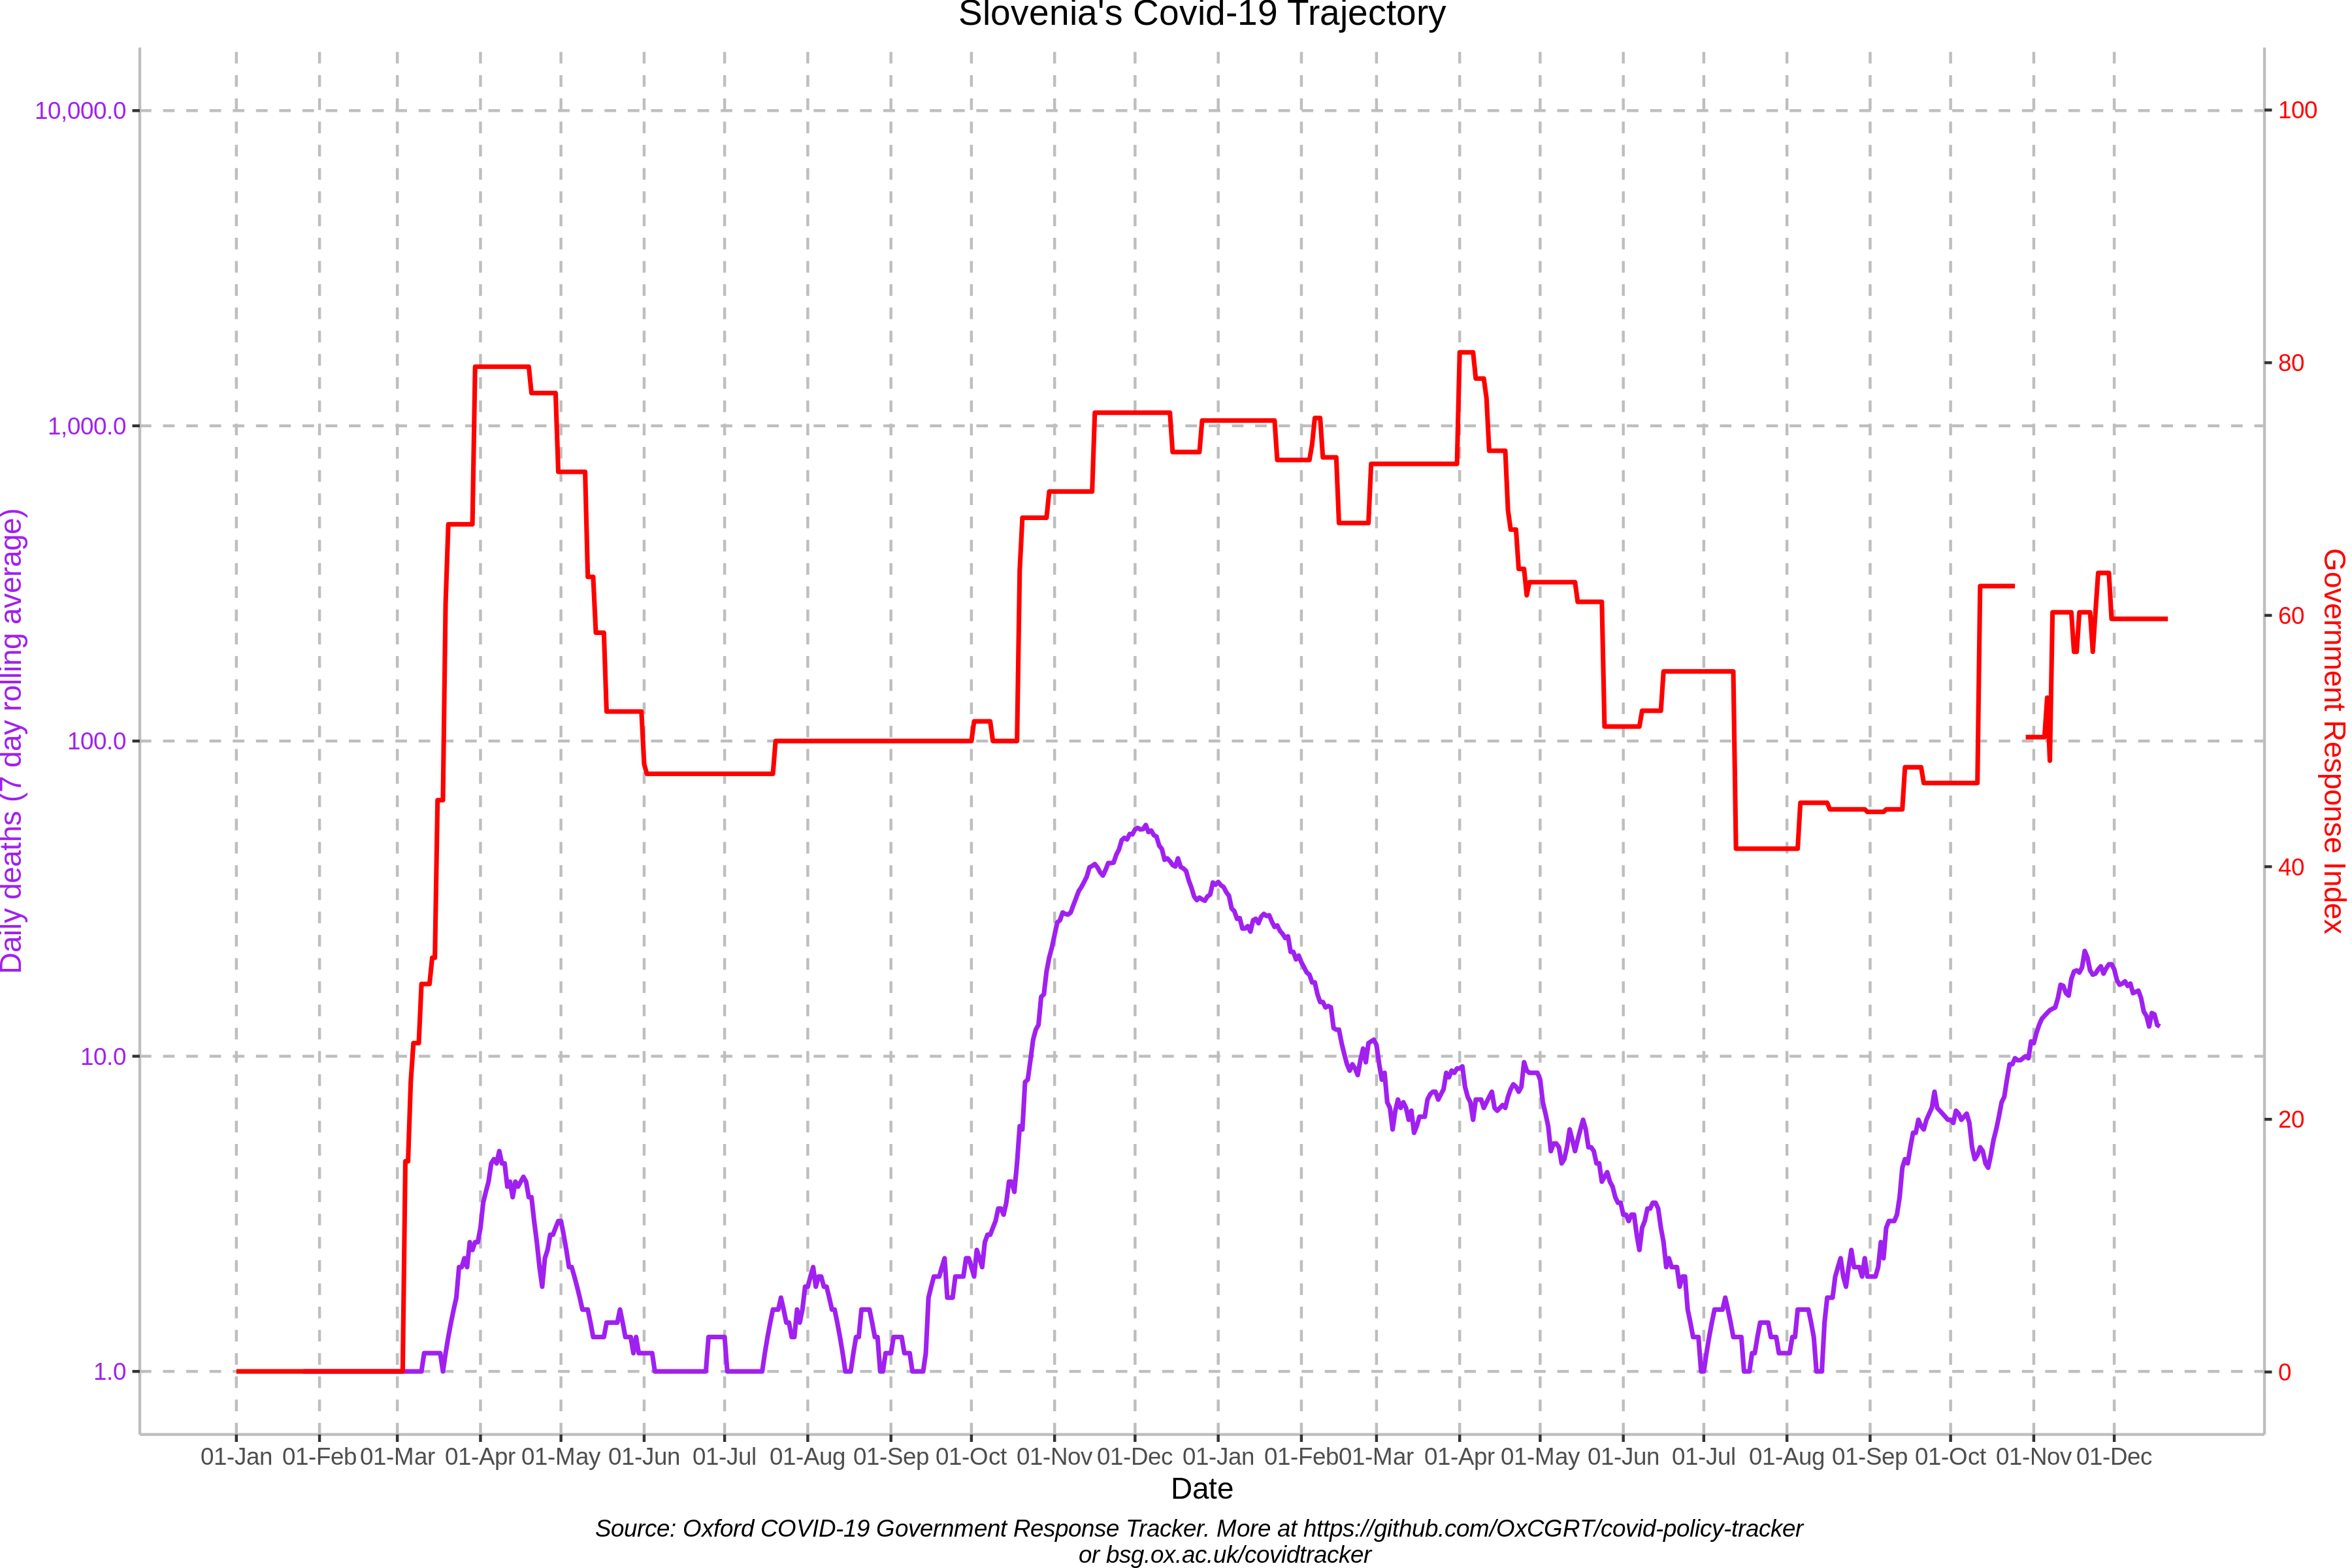 Slovenia's Covid-19 Trajectory
10,000.0
1,000.0
100.0
10.0
1.0
Daily deaths (7 day rolling average)
100
80
60
40
20
0
Government Response Index
01-Jan 01-Feb 01-Mar 01-Apr 01-May 01-Jun 01-Jul 01-Aug 01-Sep 01-Oct 01-Nov 01-Dec 01-Jan 01-Feb 01-Mar 01-Apr 01-May 01-Jun 01-Jul 01-Aug 01-Sep 01-Oct 01-Nov 01-Dec
Date
Source: Oxford COVID-19 Government Response Tracker. More at https://github.com/OxCGRT/covid-policy-tracker
or bsg.ox.ac.uk/covidtracker